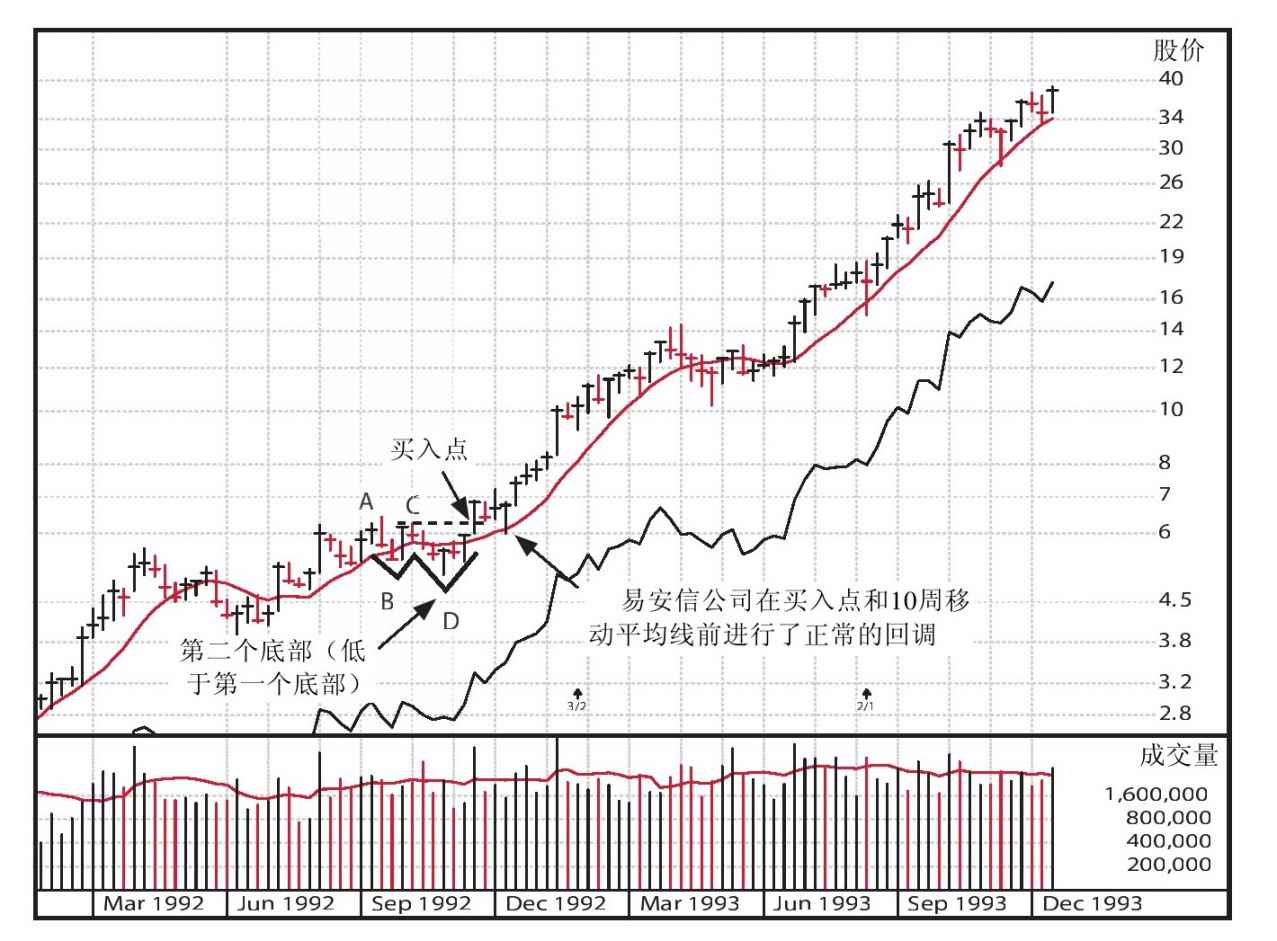 股价
40
34
30
26
22
19
16
14
12
10
8
7
6
4.5
3.8
3.2
2.8
买入点
A
C
B
D
易安信公司在买入点和10周移
动平均线前进行了正常的回调
第二个底部（低
于第一个底部）
3/2
2/1
成交量
1,600,000
800,000
400,000
200,000
Mar 1992 Jun 1992 Sep 1992 Dec 1992 Mar 1993 Jun 1993 Sep 1993 Dec 1993